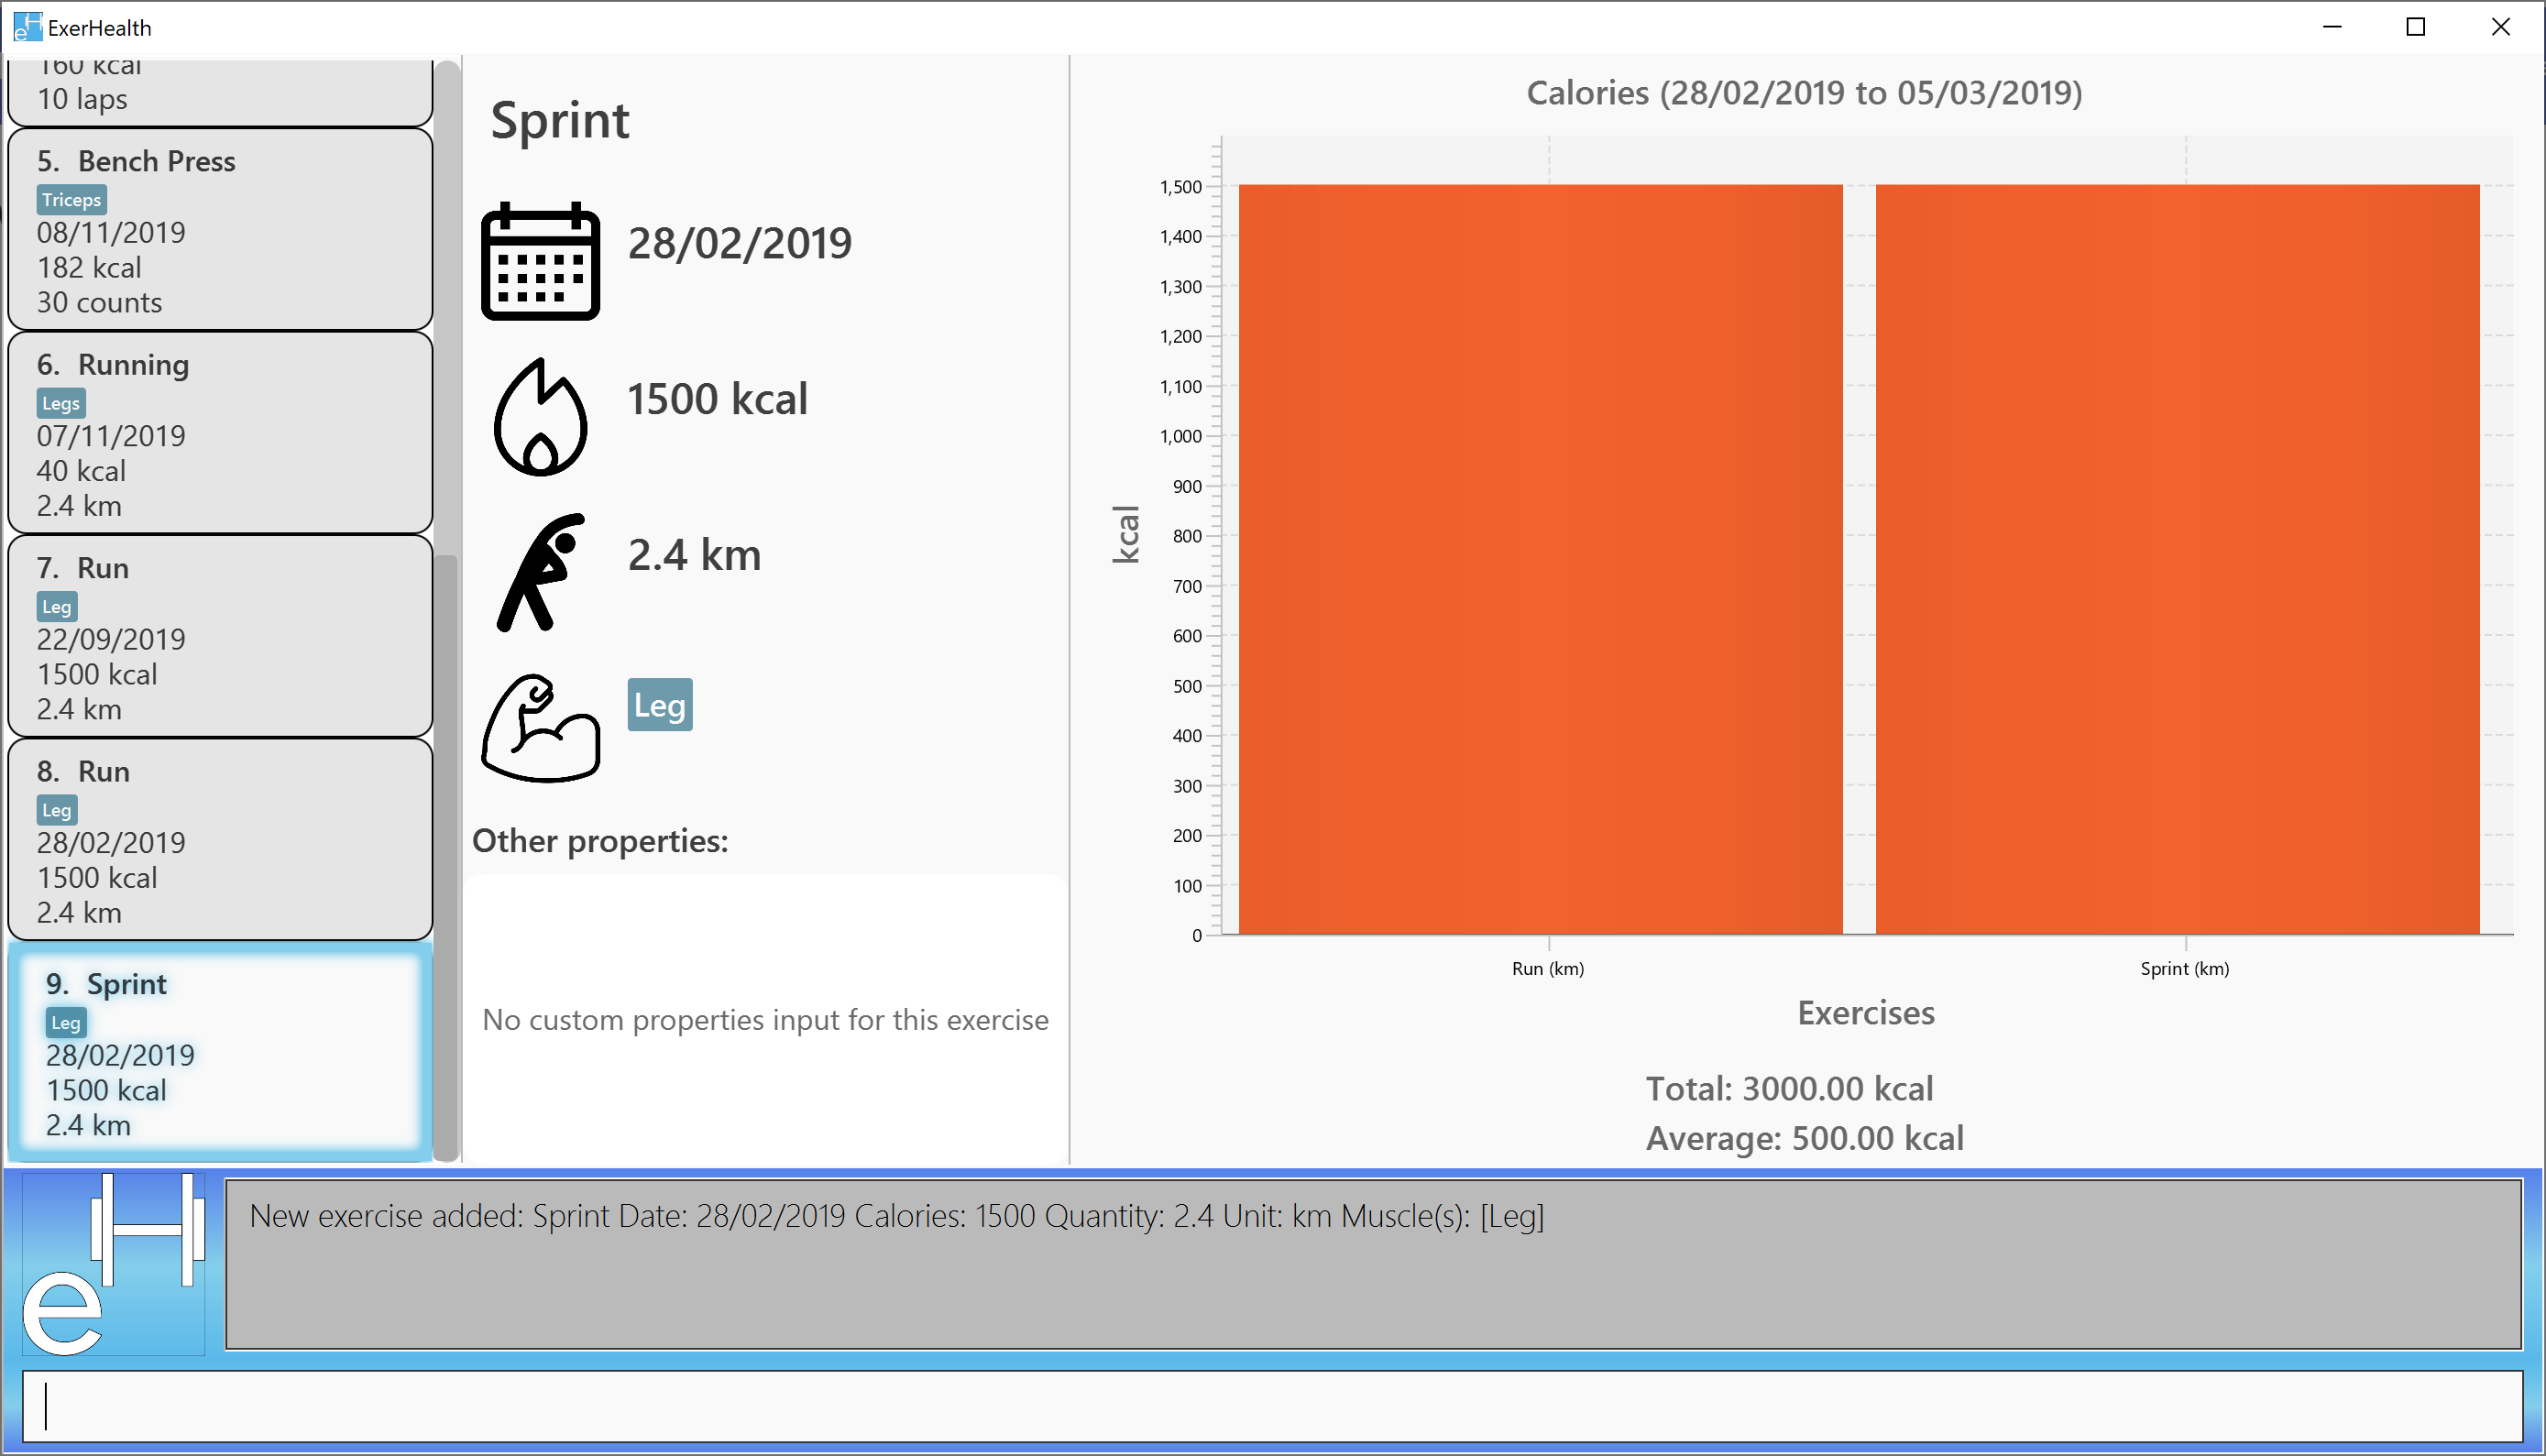 ExerHealth
160 kcal
10 laps
5. Bench Press
Triceps
08/11/2019
182 kcal
30 counts
6. Running
Legs
07/11/2019
40 kcal
2.4 km
7. Run
Leg
22/09/2019
1500 kcal
2.4 km
8. Run
Leg
28/02/2019
1500 kcal
2.4 km
9. Sprint
Leg
28/02/2019
1500 kcal
2.4 km
Sprint
28/02/2019
1500 kcal
2.4 km
Leg
Other properties:
No custom properties input for this exercise
Calories (28/02/2019 to 05/03/2019)
kcal
1,500
1,400
1,300
1,200
1,100
1,000
900
800
700
600
500
400
300
200
100
0
Run (km)
Sprint (km)
Exercises
Total: 3000.00 kcal
Average: 500.00 kcal
eH
New exercise added: Sprint Date: 28/02/2019 Calories: 1500 Quantity: 2.4 Unit: km Muscle(s): [Leg]